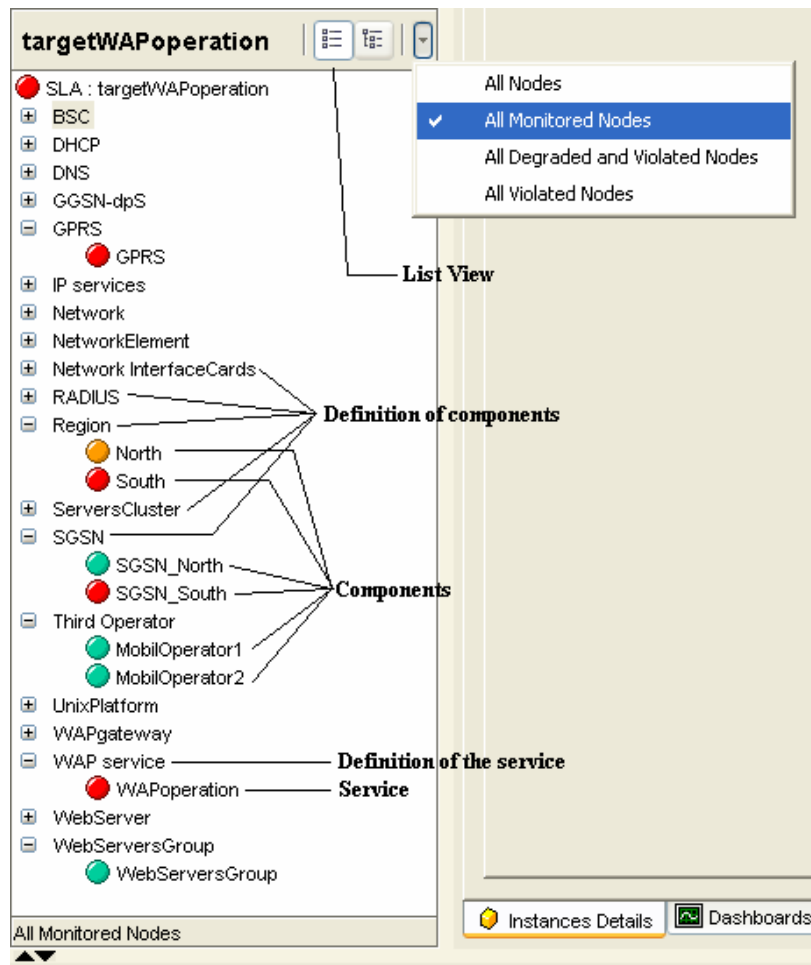 targetWAPoperation
All Nodes
SLA : targetWAPoperation
BSC
All Monitored Nodes
DHCP
All Degraded and Violated Nodes
DNS
GGSN-dpS
All Violated Nodes
GPRS
GPRS
List View
IP services
Network
NetworkElement
Network InterfaceCards
RADIUS
Definition of components
Region
North
South
ServersCluster
SGSN
SGSN_North
SGSN_South
Components
Third Operator
MobilOperator1
MobilOperator2
UnixPlatform
WAPgateway
WAP service
Definition of the service
WAPoperation
Service
WebServer
WebServersGroup
WebServersGroup
Instances Details
Dashboards
All Monitored Nodes